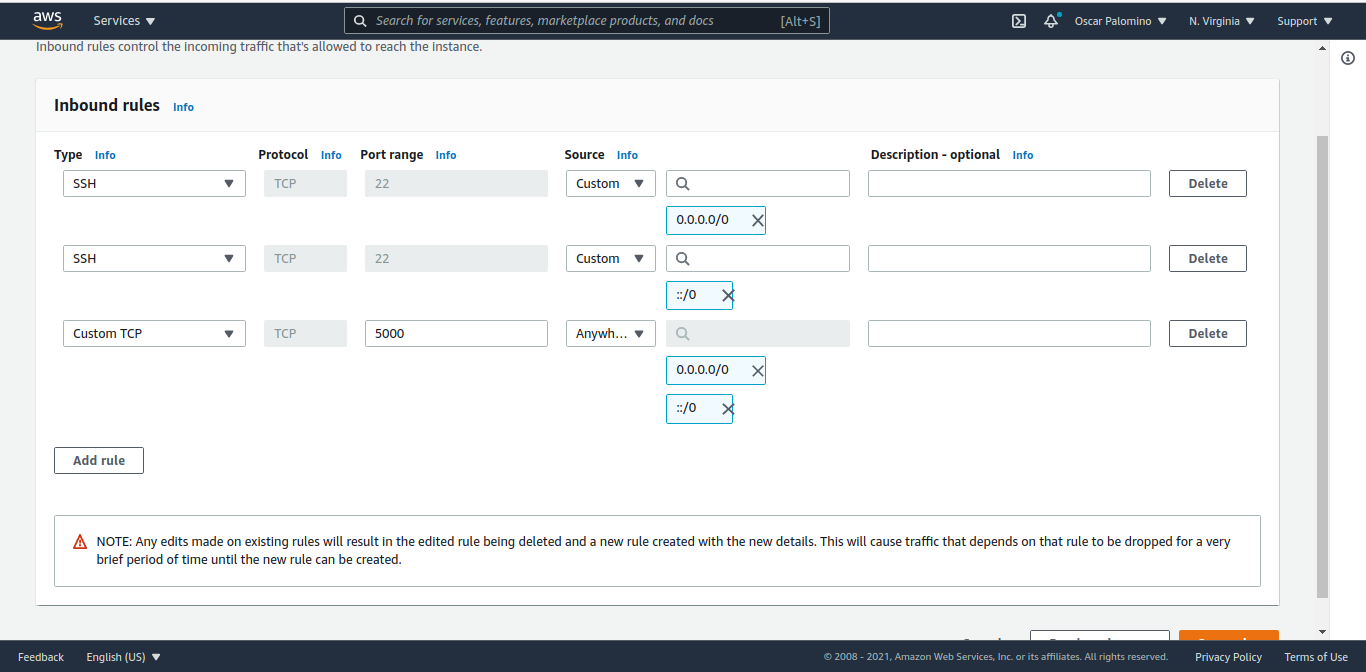 aws Services Search for services, features, marketplace products, and docs [Alt+S] Oscar Palomino N. Virginia Support
Inbound rules control the incoming traffic that's allowed to reach the instance.
Inbound rules Info
Type Info Protocol Info Port range Info Source Info Description - optional Info
SSH TCP 22 Custom Delete
0.0.0.0/0
SSH TCP 22 Custom Delete
::/0
Custom TCP TCP 5000 Anywh... Delete
0.0.0.0/0
::/0
Add rule
NOTE: Any edits made on existing rules will result in the edited rule being deleted and a new rule created with the new details. This will cause traffic that depends on that rule to be dropped for a very
brief period of time until the new rule can be created.
Feedback English (US) © 2008 - 2021, Amazon Web Services, Inc. or its affiliates. All rights reserved. Privacy Policy Terms of Use